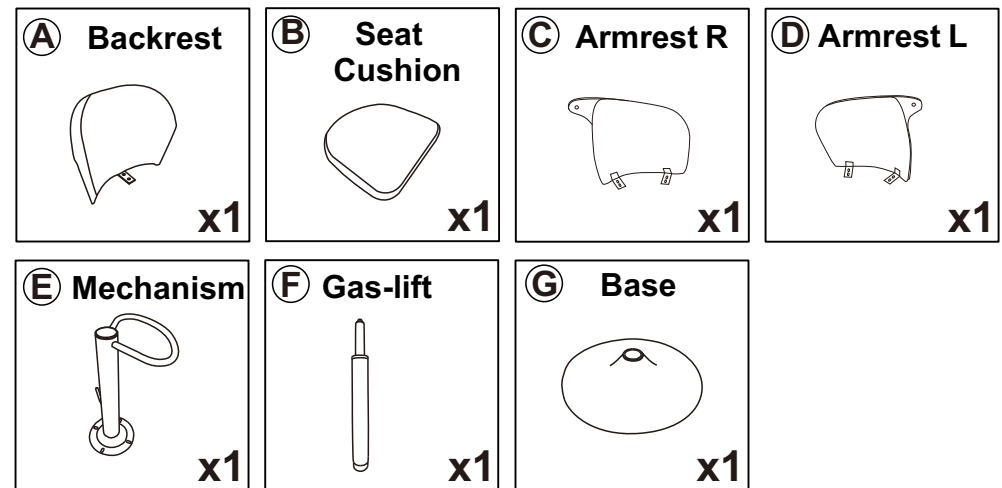 A Backrest
x1
B Seat
Cushion
x1
C Armrest R
x1
D Armrest L
x1
E Mechanism
x1
F Gas-lift
x1
G Base
x1